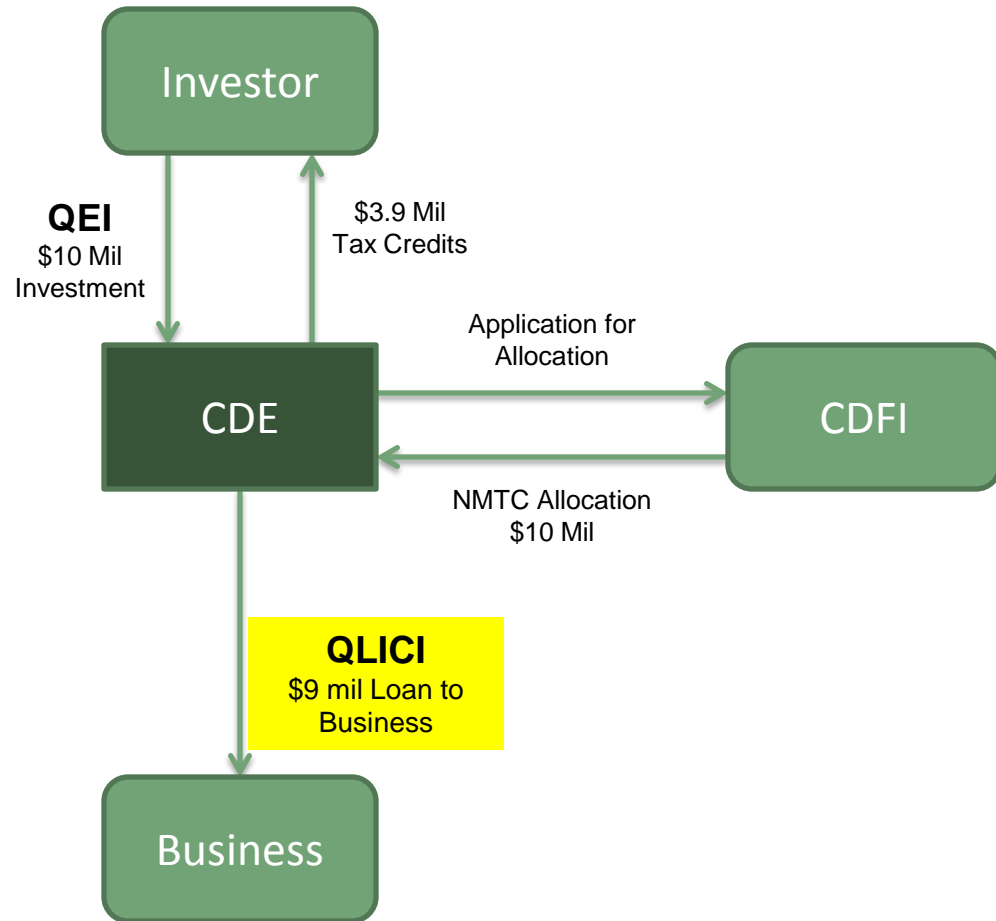 Investor
QEI
$10 Mil
Investment
$3.9 Mil
Tax Credits
Application for
Allocation
CDE
CDFI
NMTC Allocation
$10 Mil
QLICI
$9 mil Loan to
Business
Business